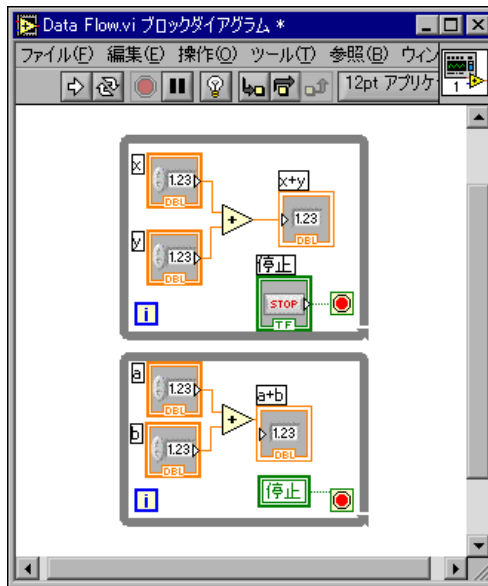 Data Flow.vi ブロックダイアグラム *
ファイル(F) 編集(E) 操作(O) ツール(T) 参照(B) ウィン
12pt アプリケ
1
x
1.23
DBL
x+y
1.23
DBL
y
1.23
DBL
停止
STOP
TF
i
a
1.23
DBL
a+b
1.23
DBL
b
1.23
DBL
停止
i